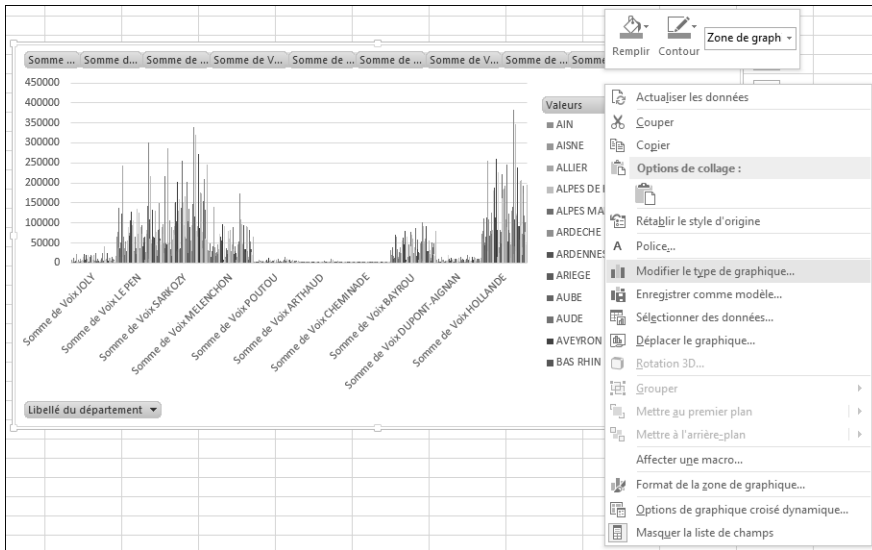 Remplir
Contour
Zone de graph
Somme ...
Somme d...
Somme de ...
Somme de V...
Somme de ...
Somme de ...
Somme de V...
Somme de ...
Somme
450000
400000
350000
300000
250000
200000
150000
100000
50000
0
Somme de Voix JOLY
Somme de Voix LE PEN
Somme de Voix SARKOZY
Somme de Voix MELENCHON
Somme de Voix POUTOU
Somme de Voix ARTHAUD
Somme de Voix CHEMINADE
Somme de Voix BAYROU
Somme de Voix DUPONT-AIGNAN
Somme de Voix HOLLANDE
Libellé du département
Valeurs
AIN
AISNE
ALLIER
ALPES DE
ALPES MA
ARDECHE
ARDENNES
ARIEGE
AUBE
AUDE
AVEYRON
BAS RHIN
Actualiser les données
Couper
Copier
Options de collage :
Rétablir le style d'origine
Police...
Modifier le type de graphique...
Enregistrer comme modèle...
Sélectionner des données...
Déplacer le graphique...
Rotation 3D...
Grouper
Mettre au premier plan
Mettre à l'arrière-plan
Affecter une macro...
Format de la zone de graphique...
Options de graphique croisé dynamique...
Masquer la liste de champs